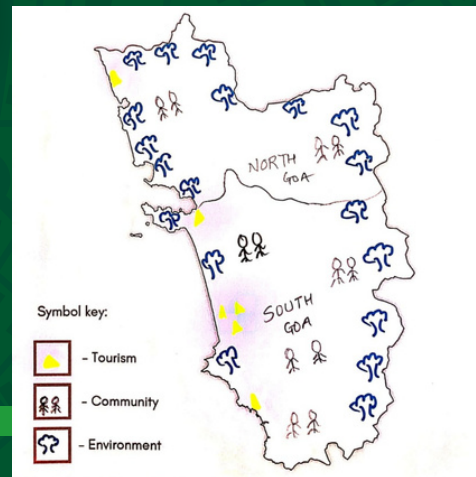 NORTH
GOA
SOUTH
GOA
Symbol key:
- Tourism
- Community
- Environment